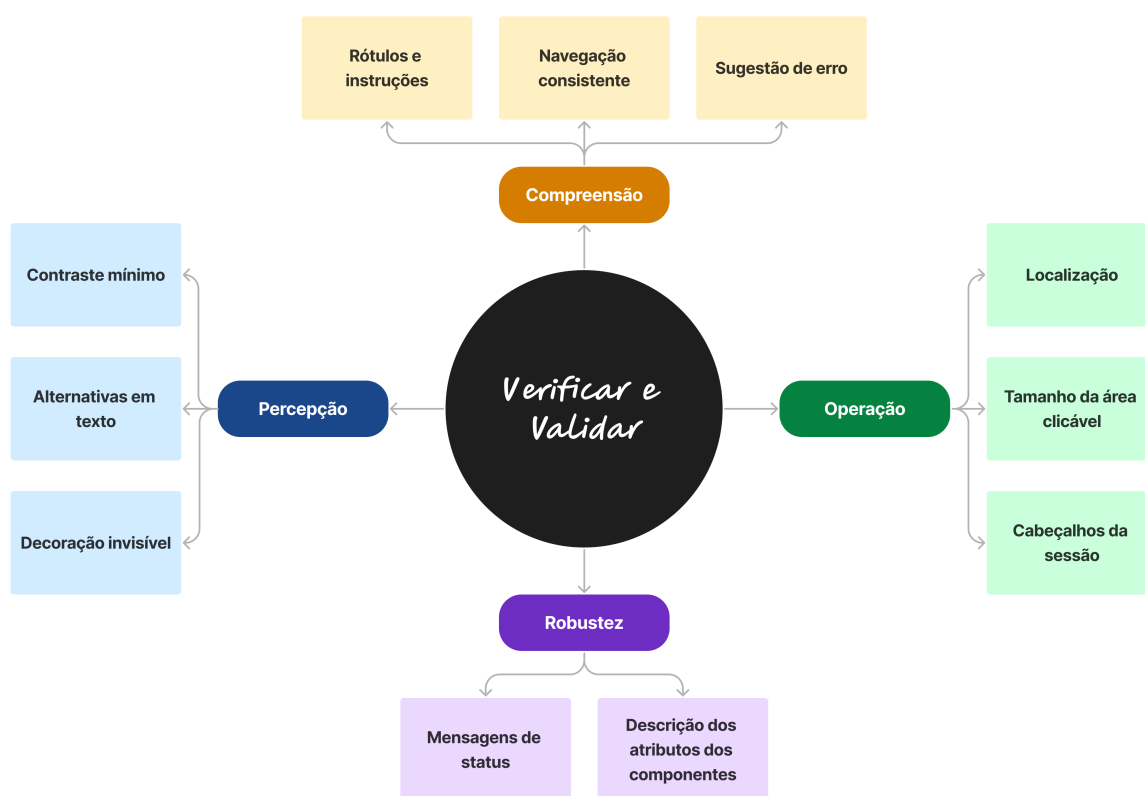 Rótulos e
instruções
Navegação
consistente
Sugestão de erro
Compreensão
Contraste mínimo
Alternativas em
texto
Decoração invisível
Percepção
Verificar e
Validar
Operação
Localização
Tamanho da área
clicável
Cabeçalhos da
sessão
Robustez
Mensagens de
status
Descrição dos
atributos dos
componentes